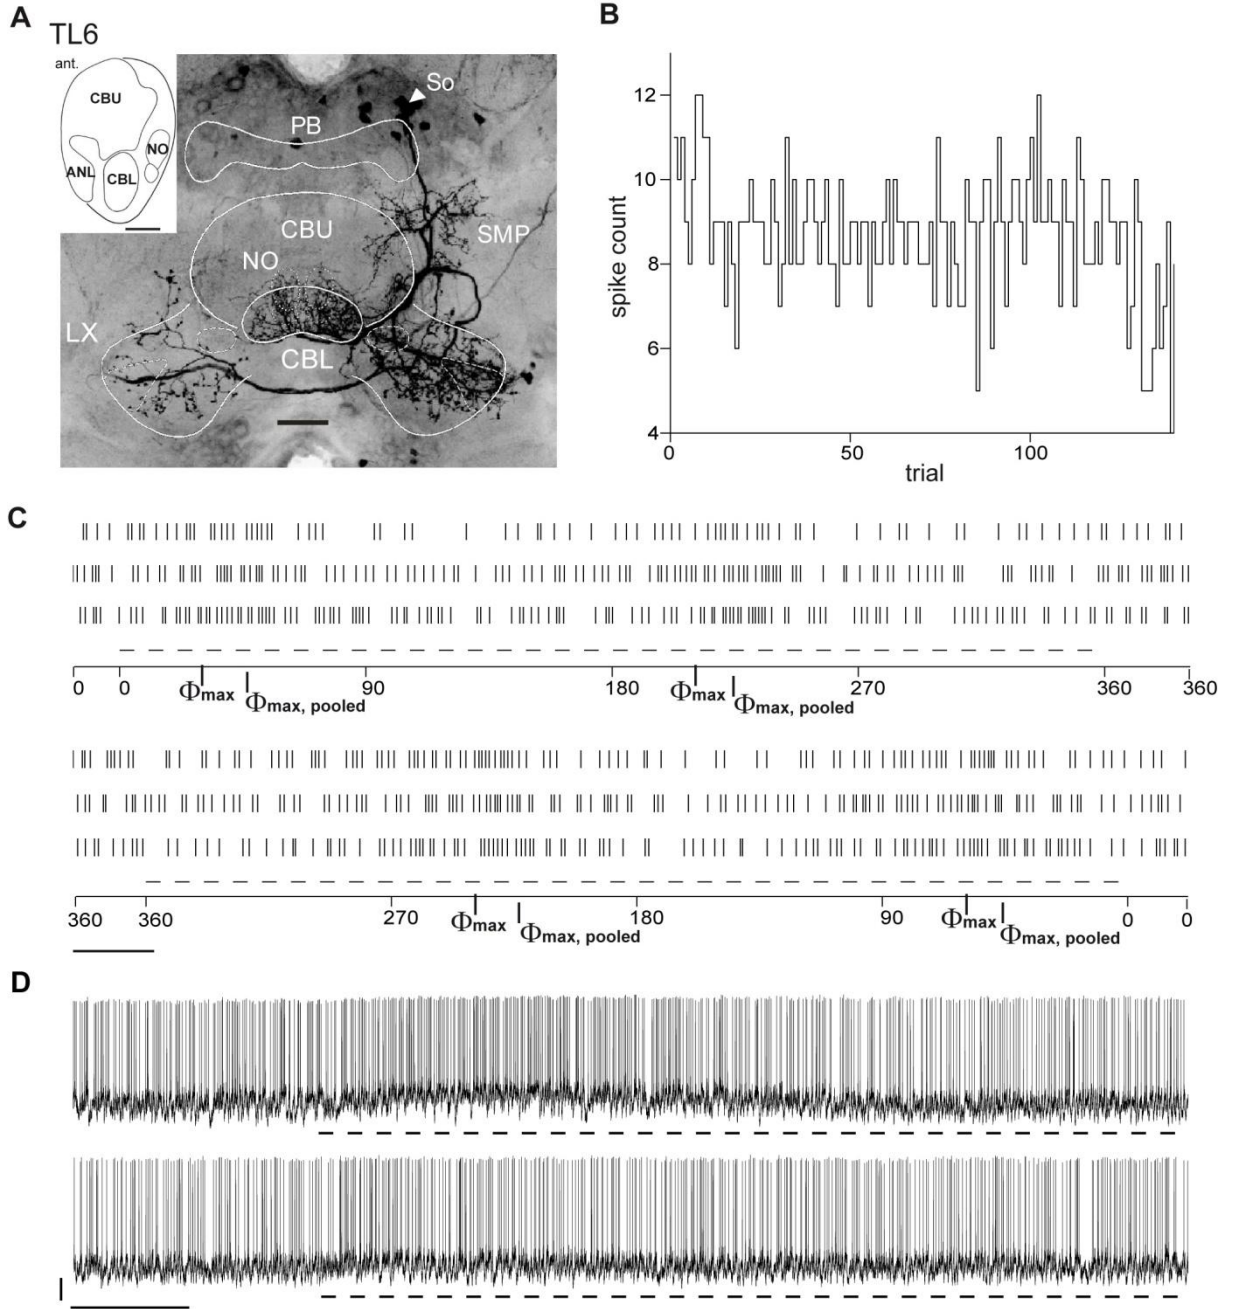 A
TL6
ant.
CBU
NO
ANL
CBL
So
PB
CBU
SMP
NO
LX
CBL
B
spike count
12
10
8
6
4
0 50 100
trial
C
0 0 Φmax Φmax, pooled 90 180 Φmax Φmax, pooled 270 360 360
360 360 270 Φmax Φmax, pooled 180 90 Φmax Φmax, pooled 0 0
D